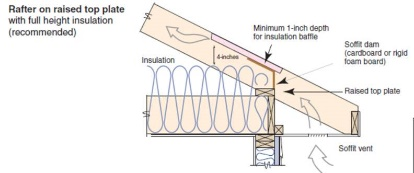 Rafter on raised top plate
with full height insulation
(recommended)
Minimum 1-inch depth
for insulation baffle
Insulation
4-inches
Soffit dam
(cardboard or rigid
foam board)
Raised top plate
Soffit vent